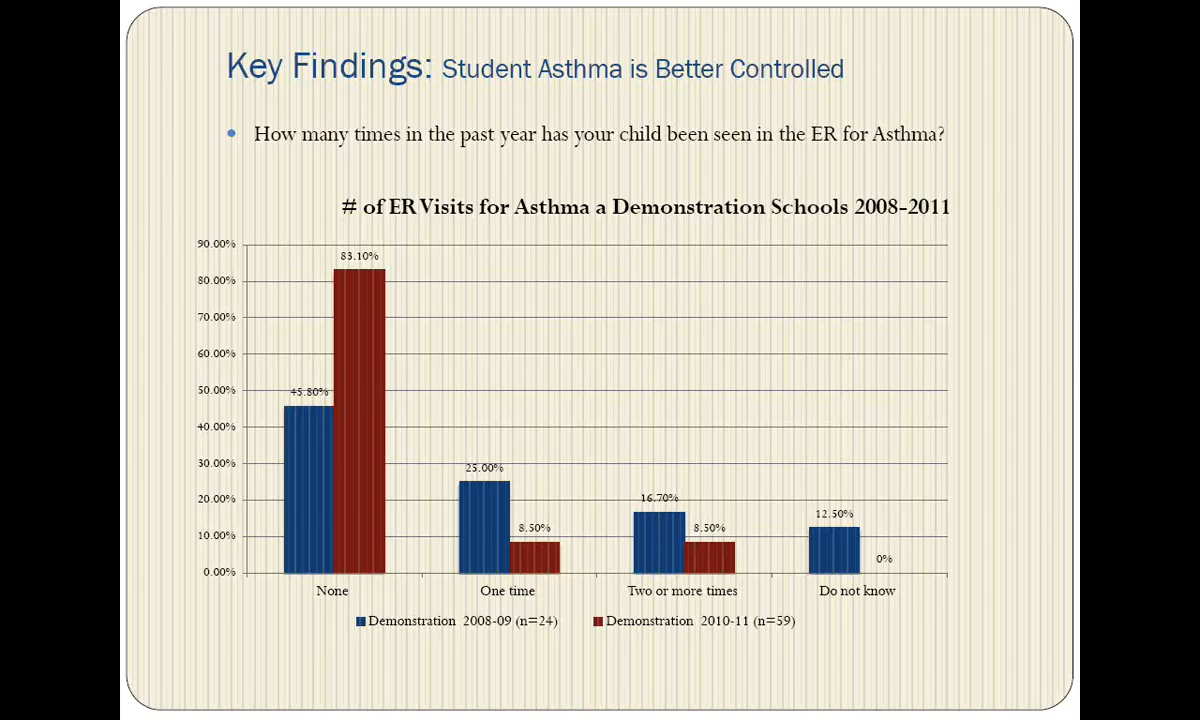 Key Findings: Student Asthma is Better Controlled
• How many times in the past year has your child been seen in the ER for Asthma?
# of ER Visits for Asthma a Demonstration Schools 2008-2011
90.00%
80.00%
70.00%
60.00%
50.00%
40.00%
30.00%
20.00%
10.00%
0.00%
45.80%
83.10%
25.00%
8.50%
16.70%
8.50%
12.50%
0%
None
One time
Two or more times
Do not know
Demonstration 2008-09 (n=24)
Demonstration 2010-11 (n=59)